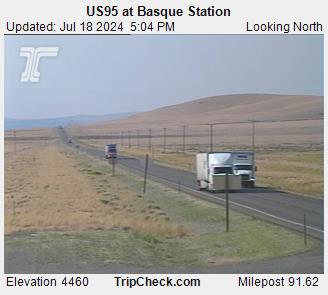 US95 at Basque Station
Updated: Jul 18 2024 5:04 PM Looking North
Elevation 4460 TripCheck.com Milepost 91.62